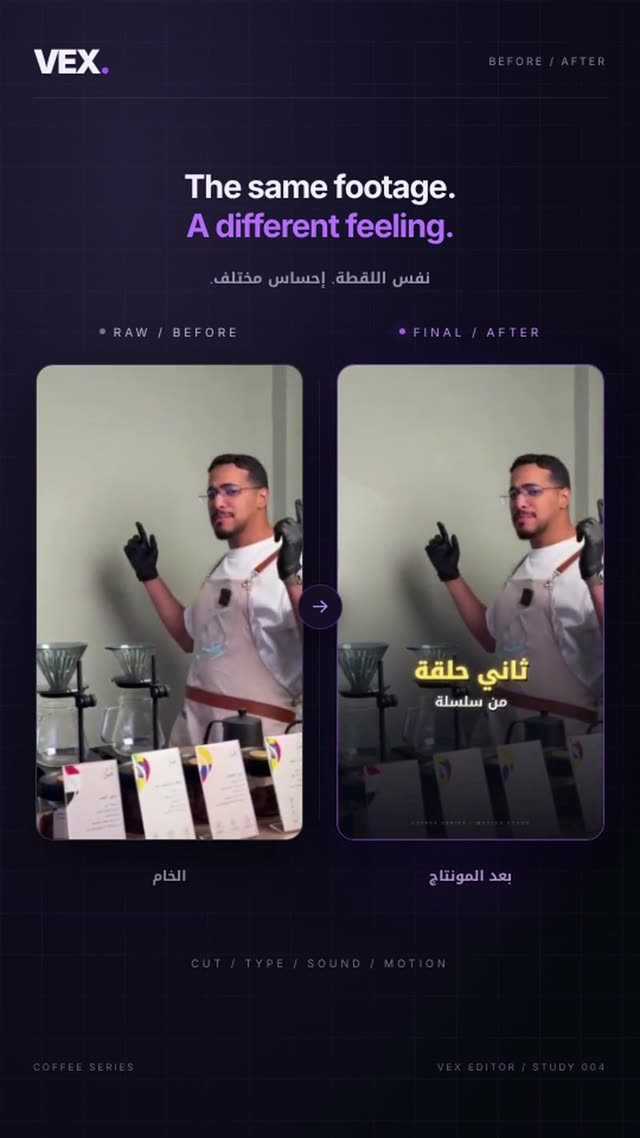 VEX.
BEFORE / AFTER
The same footage.
A different feeling.
نفس اللقطة. إحساس مختلف.
RAW / BEFORE
FINAL / AFTER
ثاني حلقة
من سلسلة
الخام
بعد المونتاج
CUT / TYPE / SOUND / MOTION
COFFEE SERIES
VEX EDITOR / STUDY 004